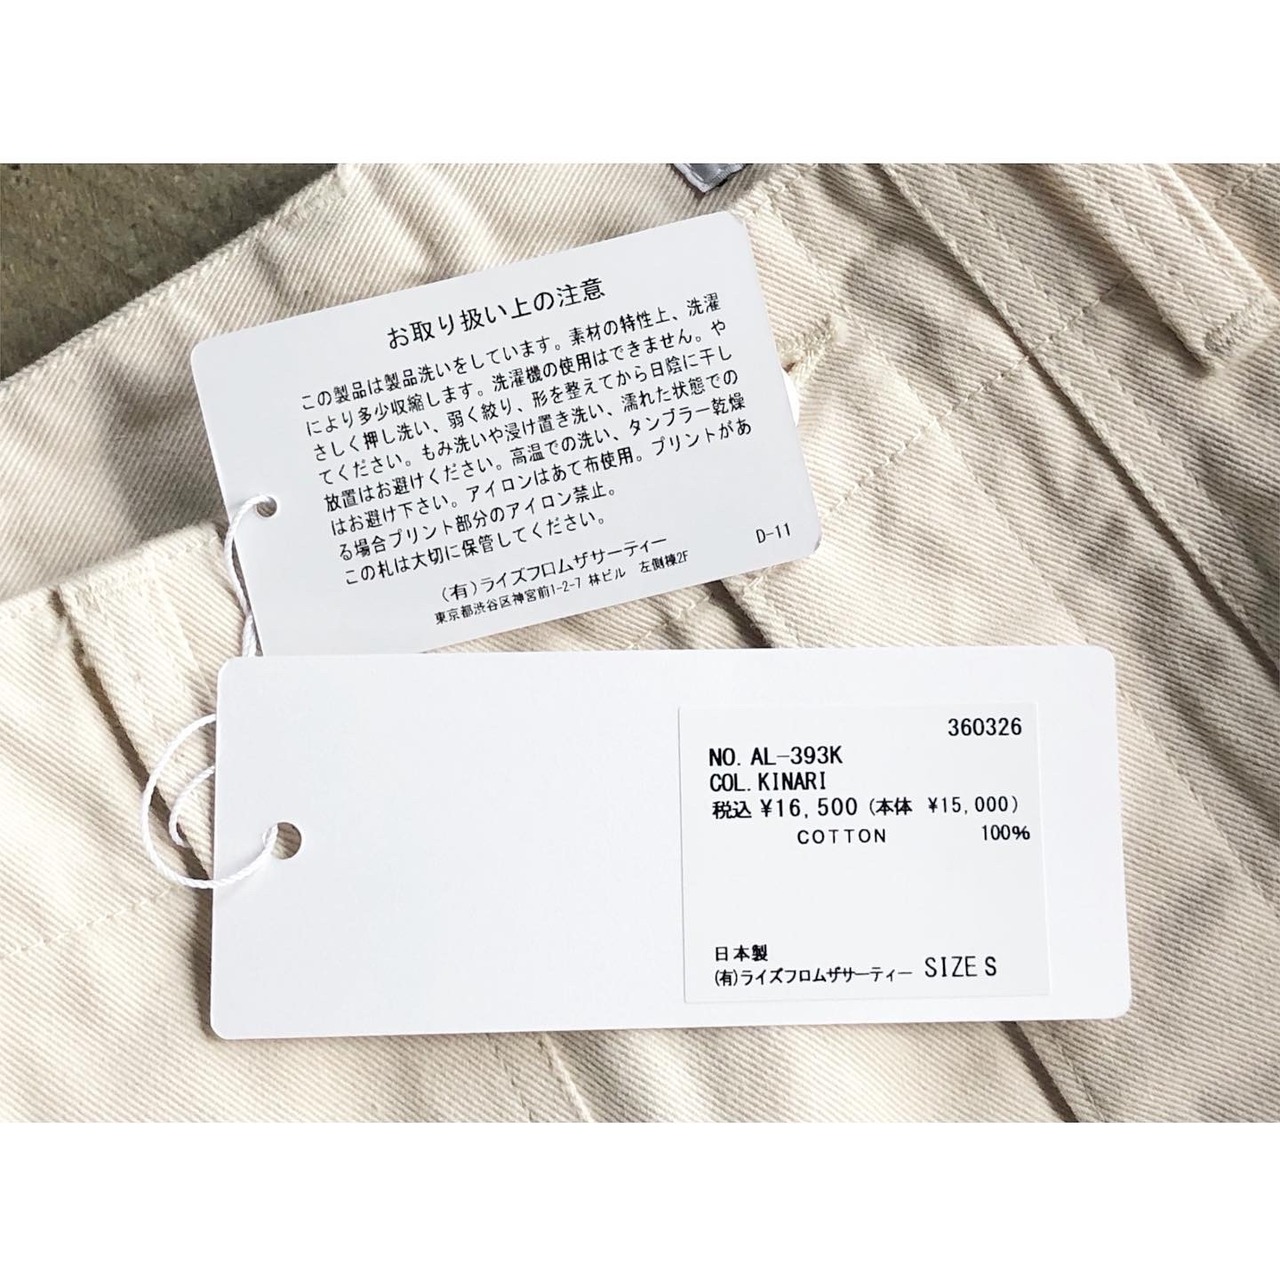 お取り扱い上の注意
この製品は製品洗いをしています。素材の特性上、洗濯
により多少収縮します。洗濯機の使用はできません。や
さしく押し洗い、弱く絞り、形を整えてから日陰に干し
てください。もみ洗いや浸け置き洗い、濡れた状態での
放置はお避けください。高温での洗い、タンブラー乾燥
はお避け下さい。アイロンはあて布使用。プリントがあ
る場合プリント部分のアイロン禁止。
この札は大切に保管してください。
D-11
(有)ライズフロムザサーティー
東京都渋谷区神宮前1-2-7 林ビル 左側棟2F
360326
NO. AL-393K
COL. KINARI
税込 ¥16,500 (本体 ¥15,000)
COTTON 100%
日本製
(有)ライズフロムザサーティー SIZE S